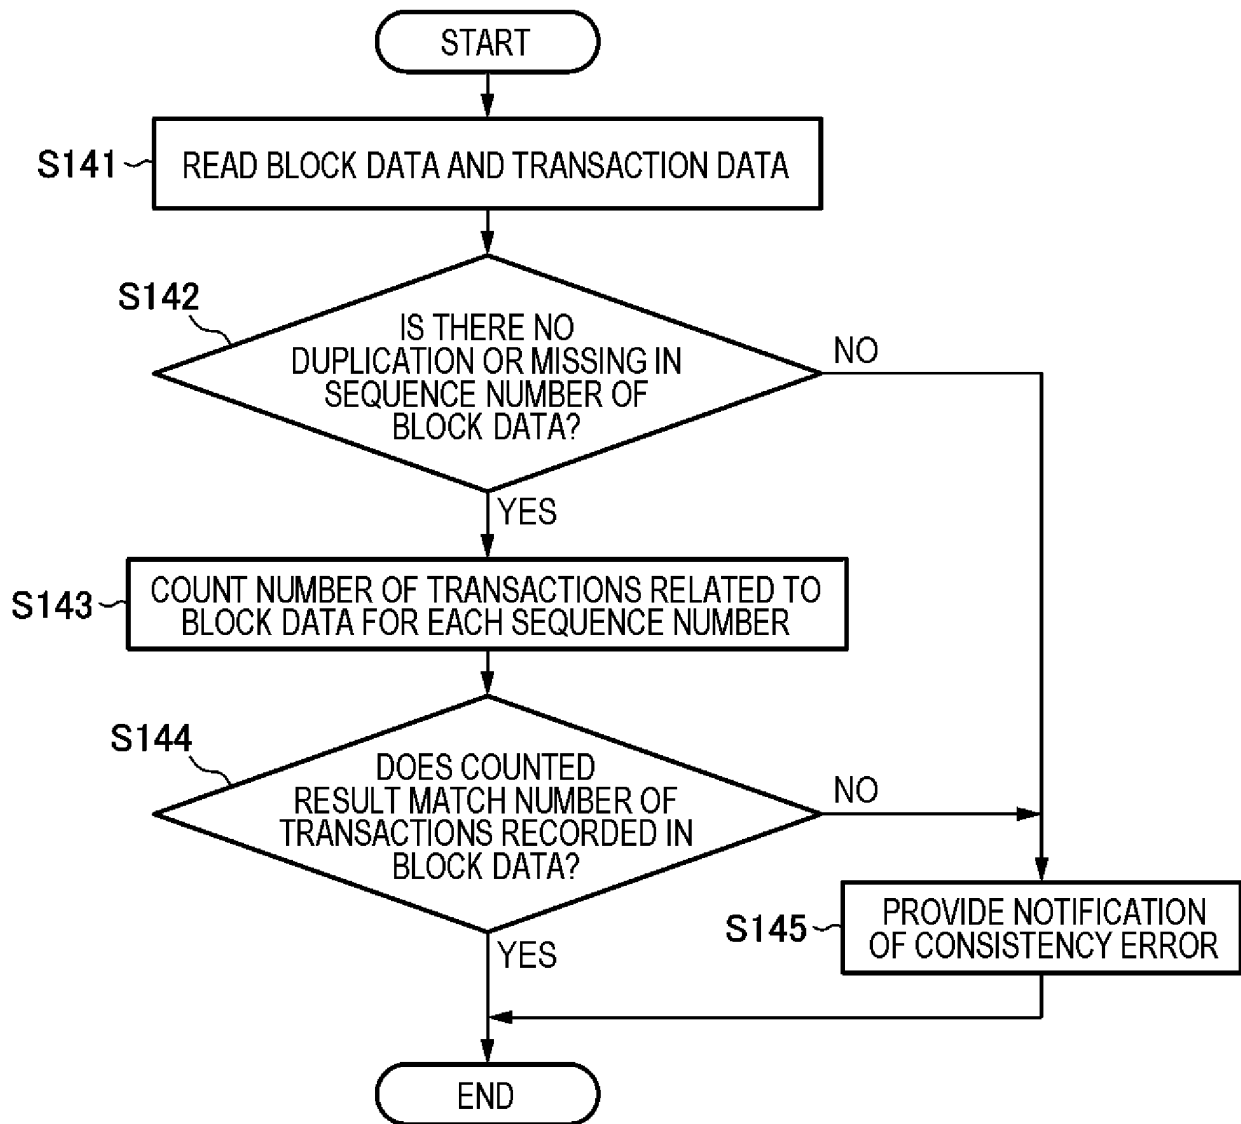 START
S141
READ BLOCK DATA AND TRANSACTION DATA
S142
IS THERE NO
DUPLICATION OR MISSING IN
SEQUENCE NUMBER OF
BLOCK DATA?
NO
YES
S143
COUNT NUMBER OF TRANSACTIONS RELATED TO
BLOCK DATA FOR EACH SEQUENCE NUMBER
S144
DOES COUNTED
RESULT MATCH NUMBER OF
TRANSACTIONS RECORDED IN
BLOCK DATA?
NO
YES
S145
PROVIDE NOTIFICATION
OF CONSISTENCY ERROR
END